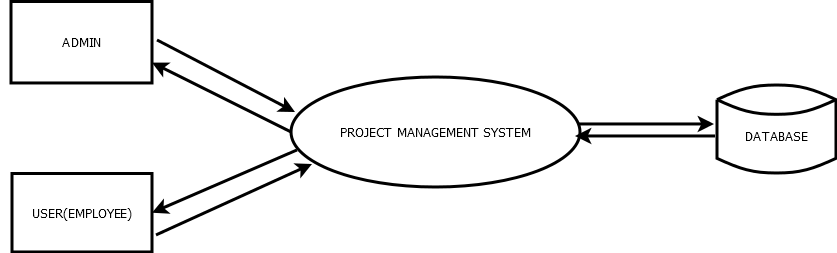 ADMIN
PROJECT MANAGEMENT SYSTEM
DATABASE
USER(EMPLOYEE)